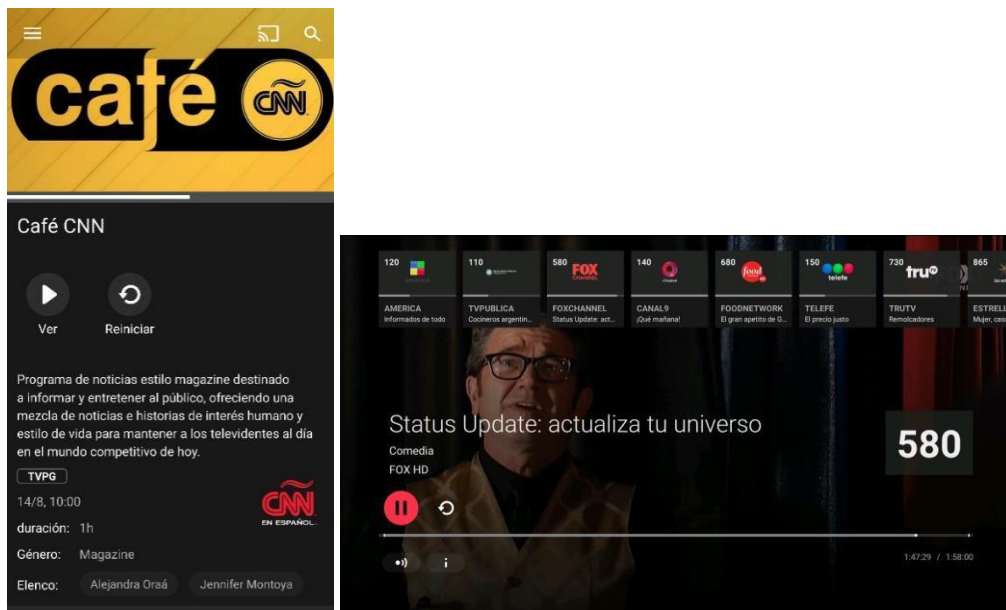 café CNN
Café CNN
Ver
Reiniciar
Programa de noticias estilo magazine destinado
a informar y entretener al público, ofreciendo una
mezcla de noticias e historias de interés humano y
estilo de vida para mantener a los televidentes al día
en el mundo competitivo de hoy.
TVPG
14/8, 10:00
CNN
EN ESPAÑOL
duración: 1h
Género: Magazine
Elenco: Alejandra Oraá Jennifer Montoya
120 110 580 140 680 150 730 865
FOX
CHANNEL
food
telefe
tru
AMERICA TVPUBLICA FOXCHANNEL CANAL9 FOODNETWORK TELEFE TRUTV ESTREL
Informados de todo Cocineros argentin... Status Update: act... ¡Qué mañana! El gran apetito de G... El precio justo Remolcadores Mujer, cas
Status Update: actualiza tu universo
580
Comedia
FOX HD
1:47:29 / 1:58:00